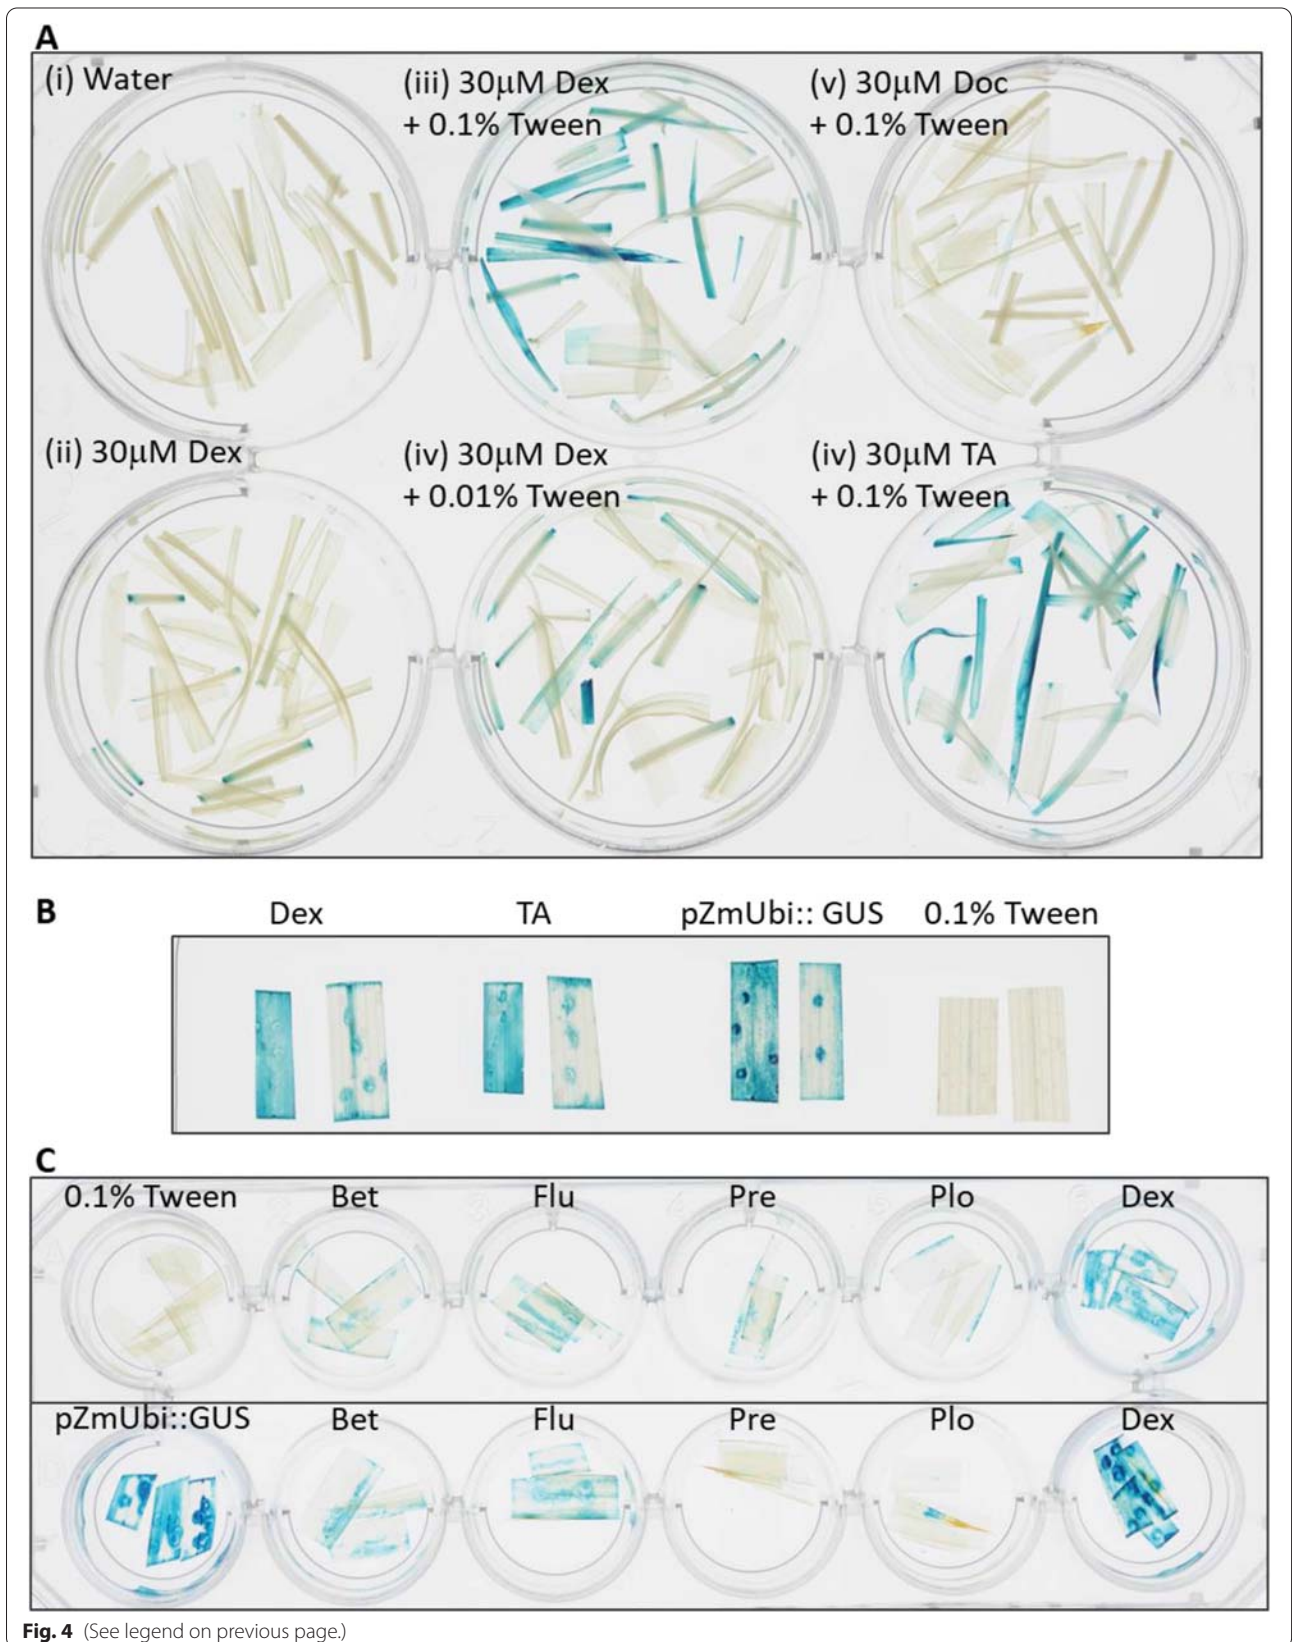 A
(i) Water
(iii) 30μM Dex
+ 0.1% Tween
(v) 30μM Doc
+ 0.1% Tween
(ii) 30μM Dex
(iv) 30μM Dex
+ 0.01% Tween
(iv) 30μM TA
+ 0.1% Tween
B
Dex
TA
pZmUbi:: GUS
0.1% Tween
C
0.1% Tween
Bet
Flu
Pre
Plo
Dex
pZmUbi::GUS
Bet
Flu
Pre
Plo
Dex
Fig. 4 (See legend on previous page.)